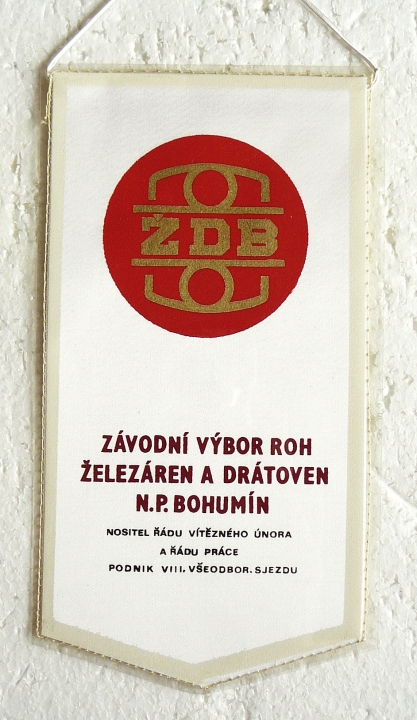 ŽDB
ZÁVODNÍ VÝBOR ROH
ŽELEZÁREN A DRÁTOVEN
N.P. BOHUMÍN
NOSITEL ŘÁDU VÍTĚZNÉHO ÚNORA
A ŘÁDU PRÁCE
PODNIK VIII. VŠEODBOR. SJEZDU